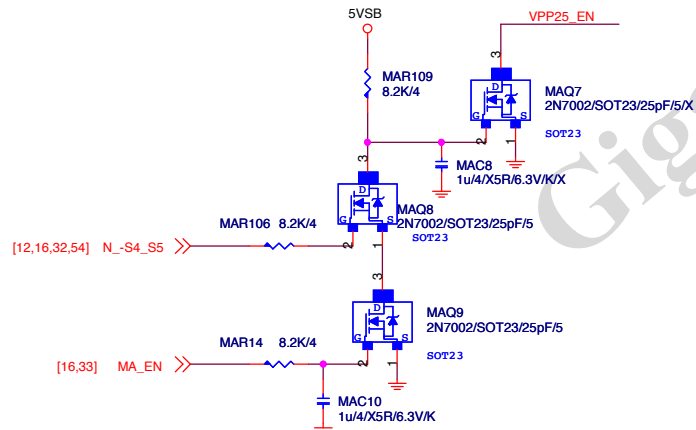 5VSB
VPP25_EN
3
MAR109
8.2K/4
D
MAQ7
2N7002/SOT23/25pF/5/X
G
S
SOT23
2
1
3
MAC8
1u/4/X5R/6.3V/K/X
D
MAQ8
2N7002/SOT23/25pF/5
G
S
SOT23
MAR106 8.2K/4
[12,16,32,54] N_-S4_S5
2
1
3
D
MAQ9
2N7002/SOT23/25pF/5
G
S
SOT23
MAR14 8.2K/4
[16,33] MA_EN
2
1
MAC10
1u/4/X5R/6.3V/K
Gig